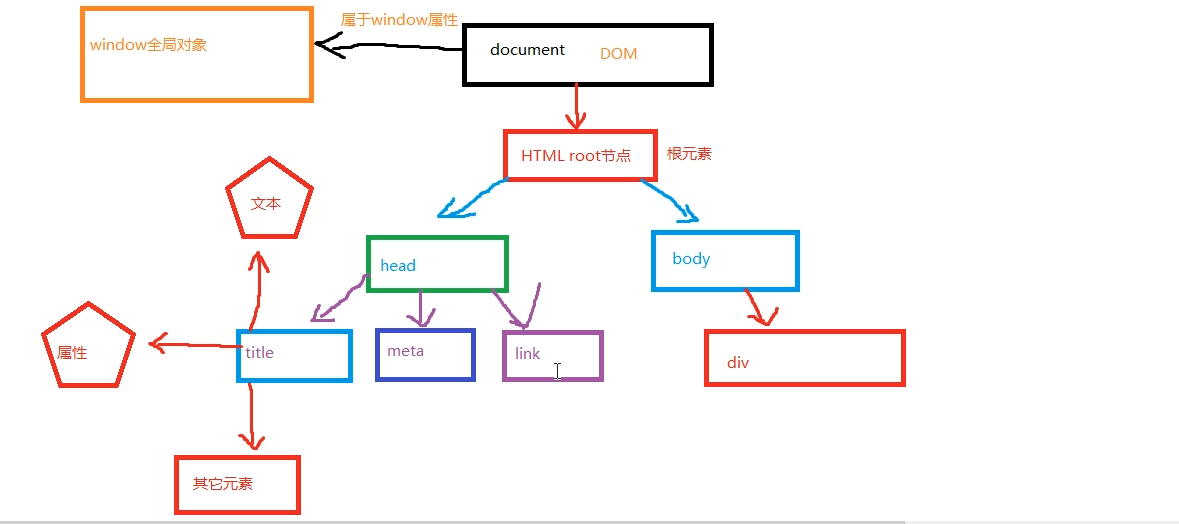 属于window属性
window全局对象
document
DOM
HTML root节点
根元素
文本
head
body
属性
title
meta
link
div
其它元素